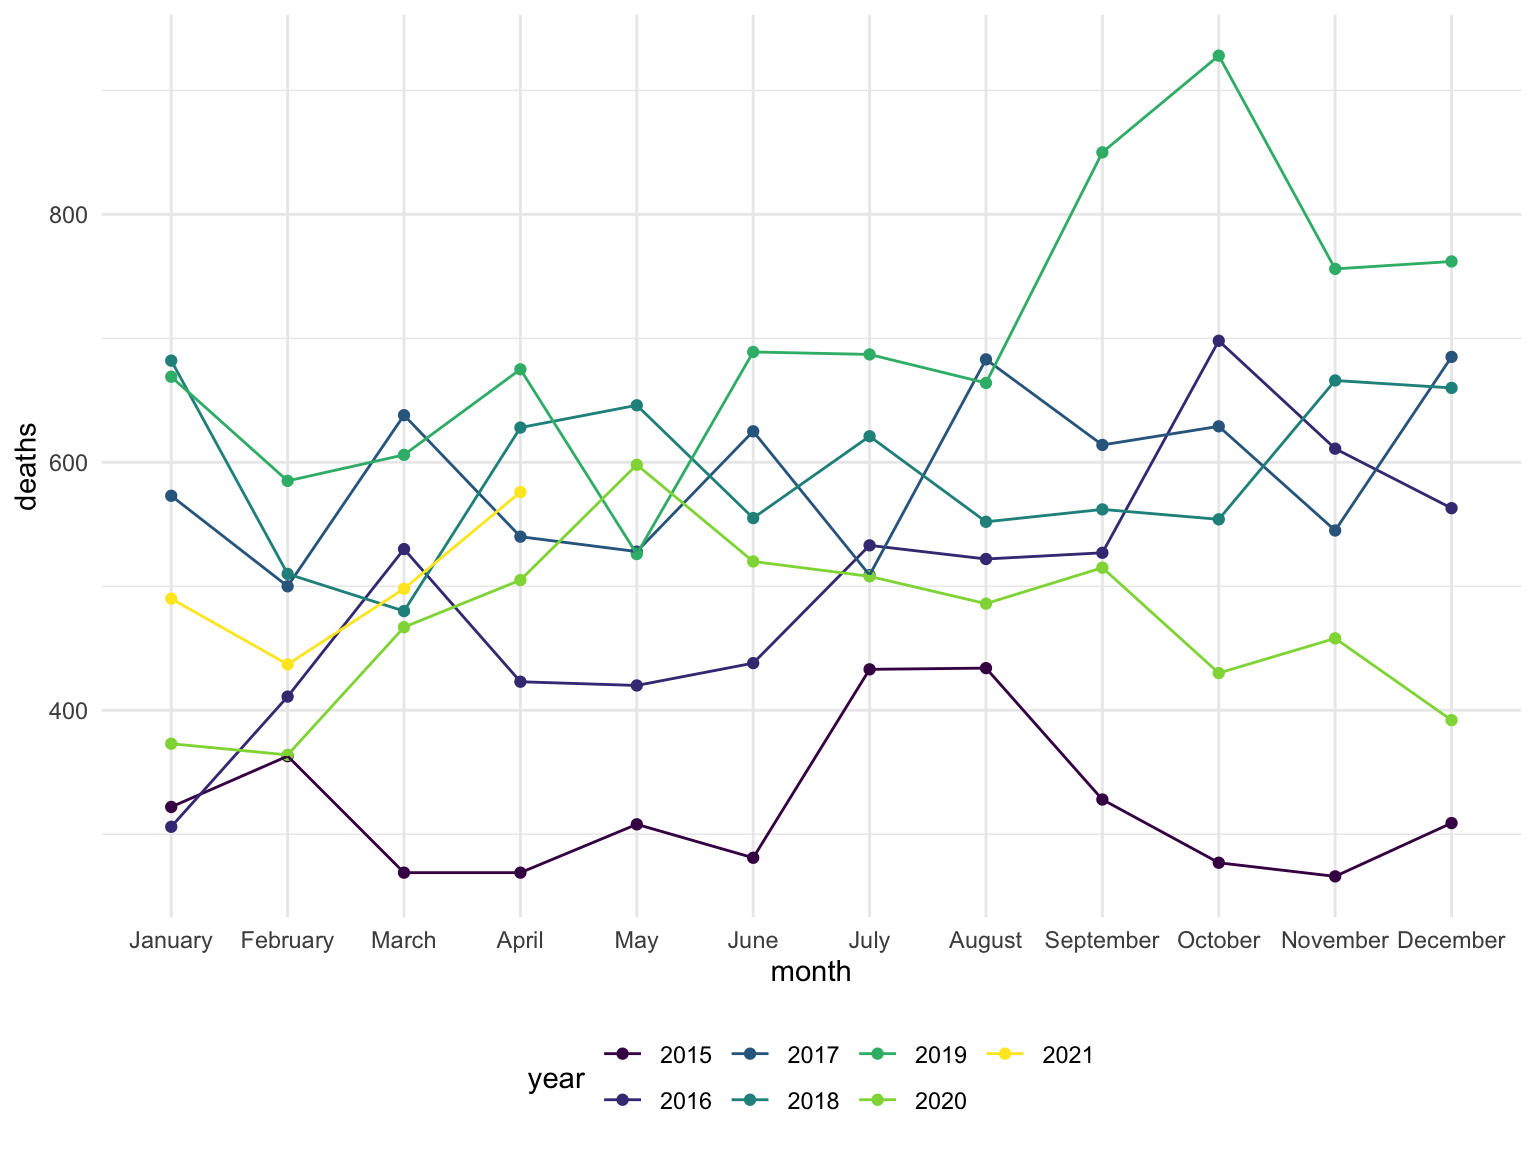 deaths
800
600
400
January February March April May June July August September October November December
month
year
2015 2017 2019 2021
2016 2018 2020